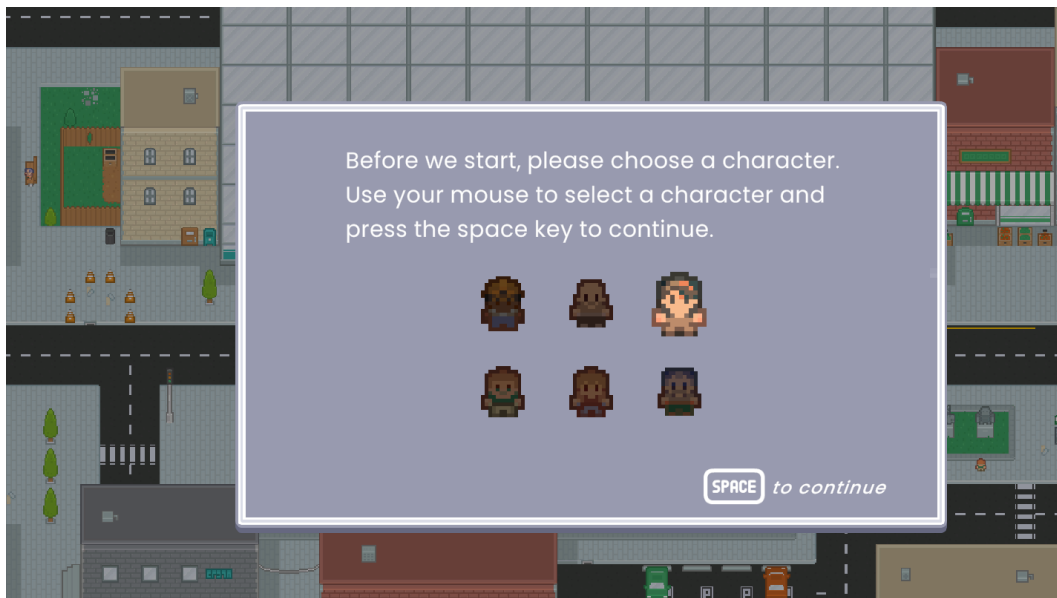 Before we start, please choose a character.
Use your mouse to select a character and
press the space key to continue.
SPACE to continue
P P